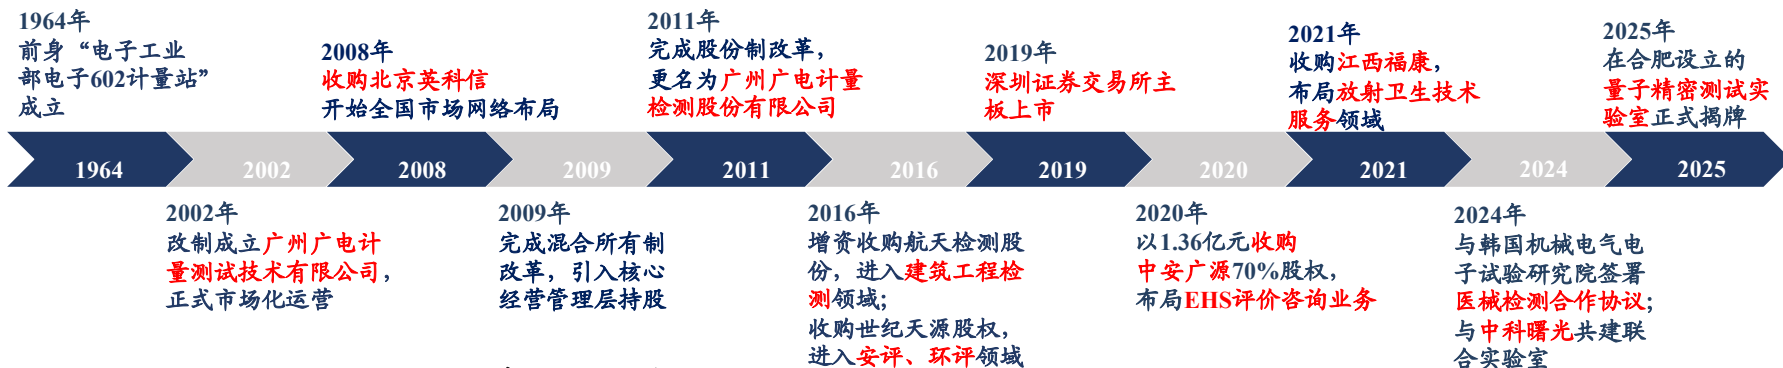 1964年
前身“电子工业
部电子602计量站”
成立
2008年
收购北京英科信
开始全国市场网络布局
2011年
完成股份制改革，
更名为广州广电计量
检测股份有限公司
2019年
深圳证券交易所主
板上市
2021年
收购江西福康，
布局放射卫生技术
服务领域
2025年
在合肥设立的
量子精密测试实
验室正式揭牌
1964
2002
2008
2009
2011
2016
2019
2020
2021
2024
2025
2002年
改制成立广州广电计
量测试技术有限公司，
正式市场化运营
2009年
完成混合所有制
改革，引入核心
经营管理层持股
2016年
增资收购航天检测股
份，进入建筑工程检
测领域；
收购世纪天源股权，
进入安评、环评领域
2020年
以1.36亿元收购
中安广源70%股权，
布局EHS评价咨询业务
2024年
与韩国机械电气电
子试验研究院签署
医械检测合作协议；
与中科曙光共建联
合实验室